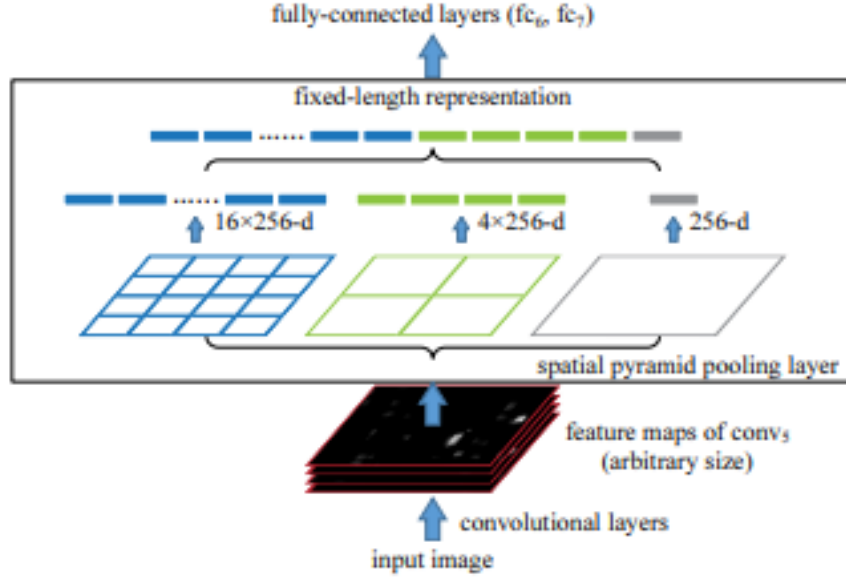 fully-connected layers (fc₆, fc₇)
fixed-length representation
16×256-d
4×256-d
256-d
spatial pyramid pooling layer
feature maps of conv₅
(arbitrary size)
convolutional layers
input image